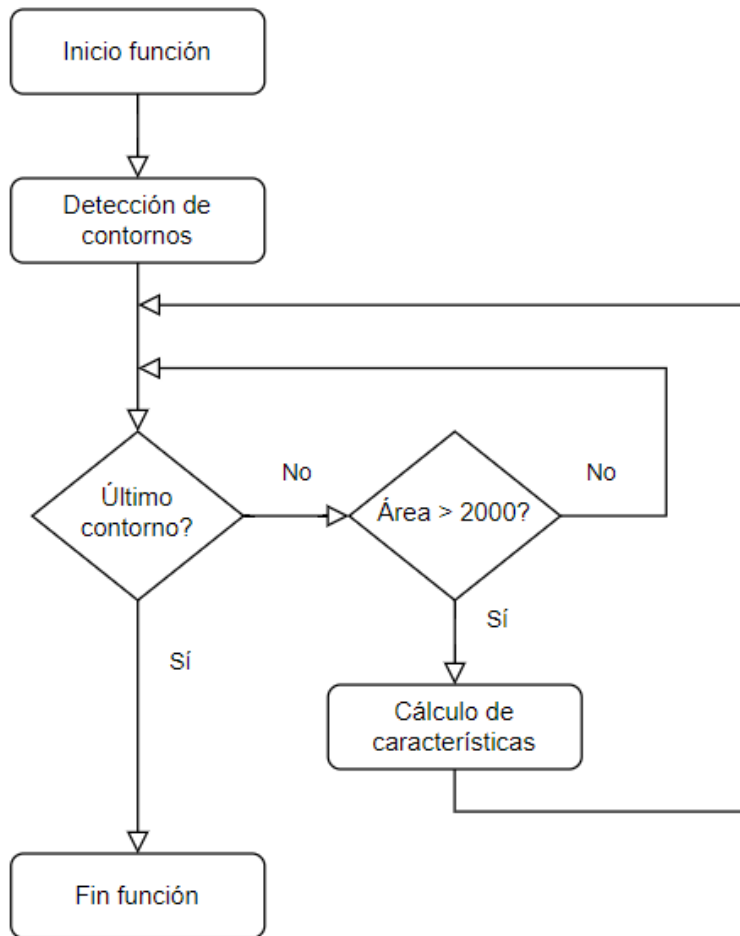 Inicio función
Detección de
contornos
Último
contorno?
No
Área > 2000?
No
Sí
Sí
Cálculo de
características
Fin función